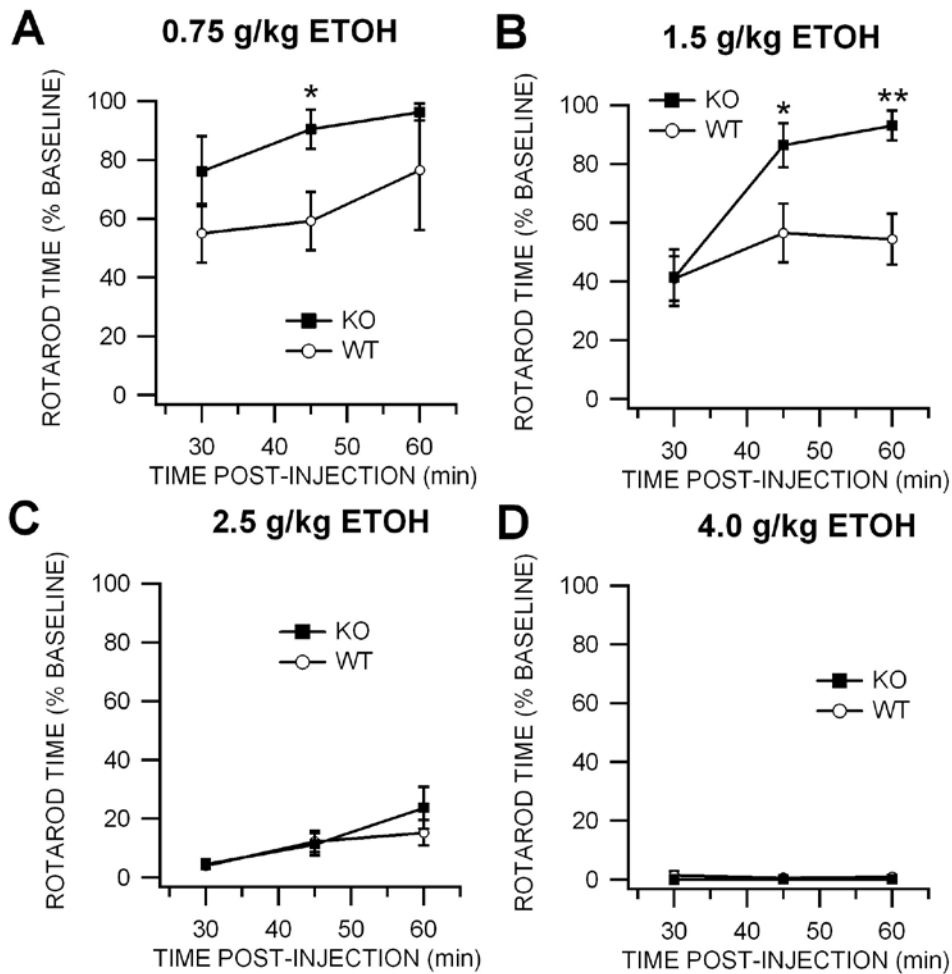 A
0.75 g/kg ETOH
ROTAROD TIME (% BASELINE)
100
80
60
40
20
0
*
KO
WT
30 40 50 60
TIME POST-INJECTION (min)
B
1.5 g/kg ETOH
ROTAROD TIME (% BASELINE)
100
80
60
40
20
0
KO
WT
*
**
30 40 50 60
TIME POST-INJECTION (min)
C
2.5 g/kg ETOH
ROTAROD TIME (% BASELINE)
100
80
60
40
20
0
KO
WT
30 40 50 60
TIME POST-INJECTION (min)
D
4.0 g/kg ETOH
ROTAROD TIME (% BASELINE)
100
80
60
40
20
0
KO
WT
30 40 50 60
TIME POST-INJECTION (min)